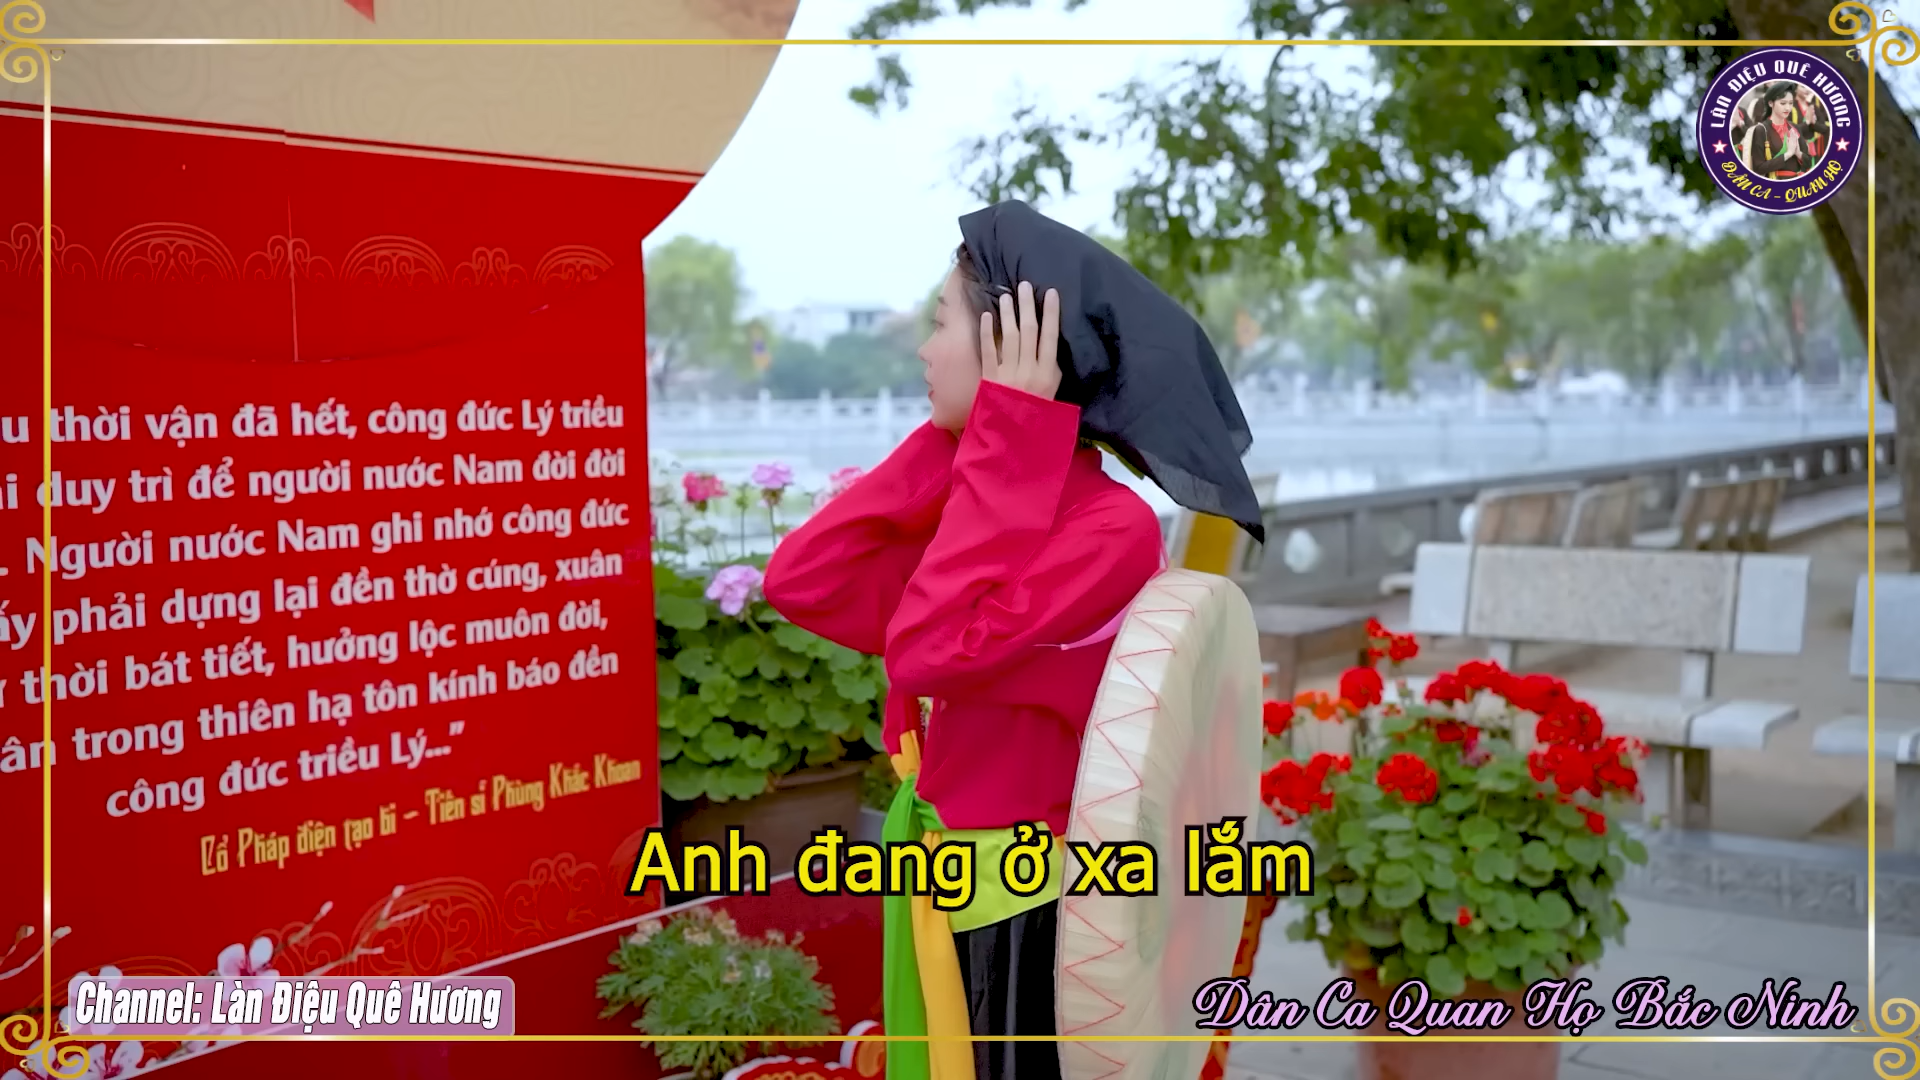 LÀN ĐIỆU QUÊ HƯƠNG
DÂN CA - QUAN HỌ
u thời vận đã hết, công đức Lý triều
i duy trì để người nước Nam đời đời
. Người nước Nam ghi nhớ công đức
ấy phải dựng lại đền thờ cúng, xuân
thời bát tiết, hưởng lộc muôn đời,
ân trong thiên hạ tôn kính báo đền
công đức triều Lý..."
Cổ Pháp điện tạo bi - Tiến sĩ Phùng Khắc Khoan
Anh đang ở xa lắm
Channel: Làn Điệu Quê Hương
Dân Ca Quan Họ Bắc Ninh